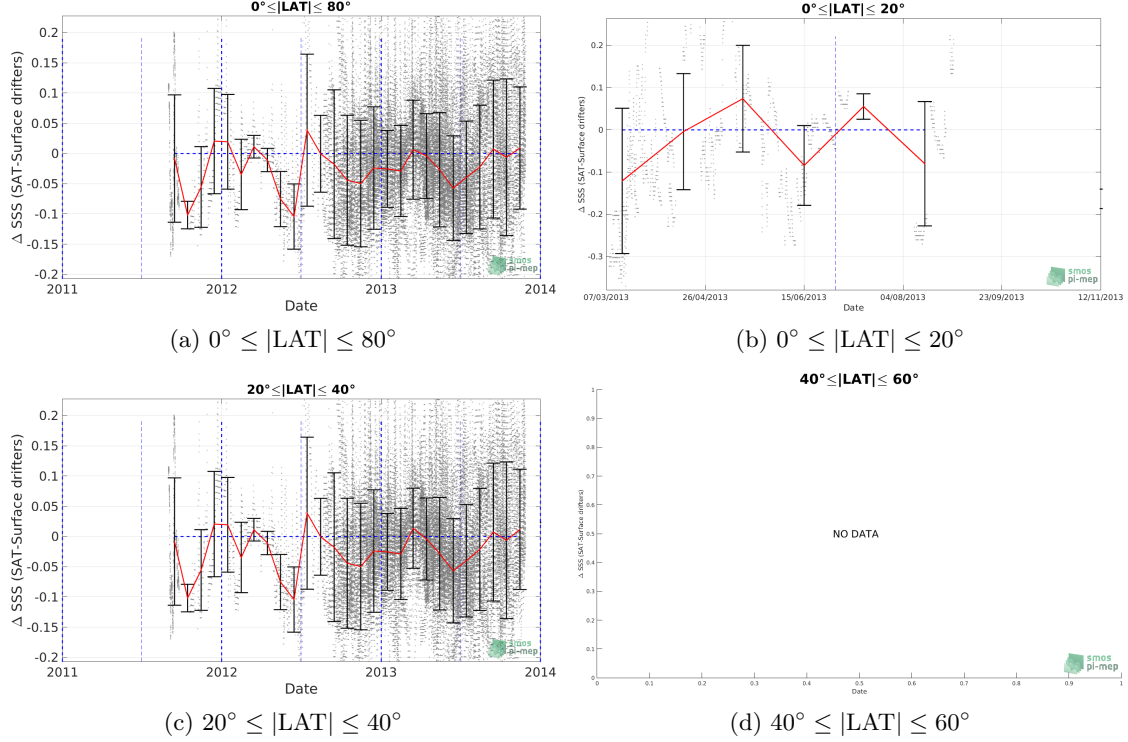 0°≤|LAT|≤ 80°
Δ SSS (SAT-Surface drifters)
0.2
0.15
0.1
0.05
0
-0.05
-0.1
-0.15
-0.2
2011
2012
2013
2014
Date
smos
pi-mep
(a) 0° ≤ |LAT| ≤ 80°
0°≤|LAT|≤ 20°
Δ SSS (SAT-Surface drifters)
0.2
0.1
0
-0.1
-0.2
-0.3
07/03/2013
26/04/2013
15/06/2013
04/08/2013
23/09/2013
12/11/2013
Date
smos
pi-mep
(b) 0° ≤ |LAT| ≤ 20°
20°≤|LAT|≤ 40°
Δ SSS (SAT-Surface drifters)
0.2
0.15
0.1
0.05
0
-0.05
-0.1
-0.15
-0.2
2011
2012
2013
2014
Date
smos
pi-mep
(c) 20° ≤ |LAT| ≤ 40°
40°≤|LAT|≤ 60°
Δ SSS (SAT-Surface drifters)
1
0.9
0.8
0.7
0.6
0.5
0.4
0.3
0.2
0.1
0
NO DATA
0
0.1
0.2
0.3
0.4
0.5
0.6
0.7
0.8
0.9
1
Date
smos
pi-mep
(d) 40° ≤ |LAT| ≤ 60°